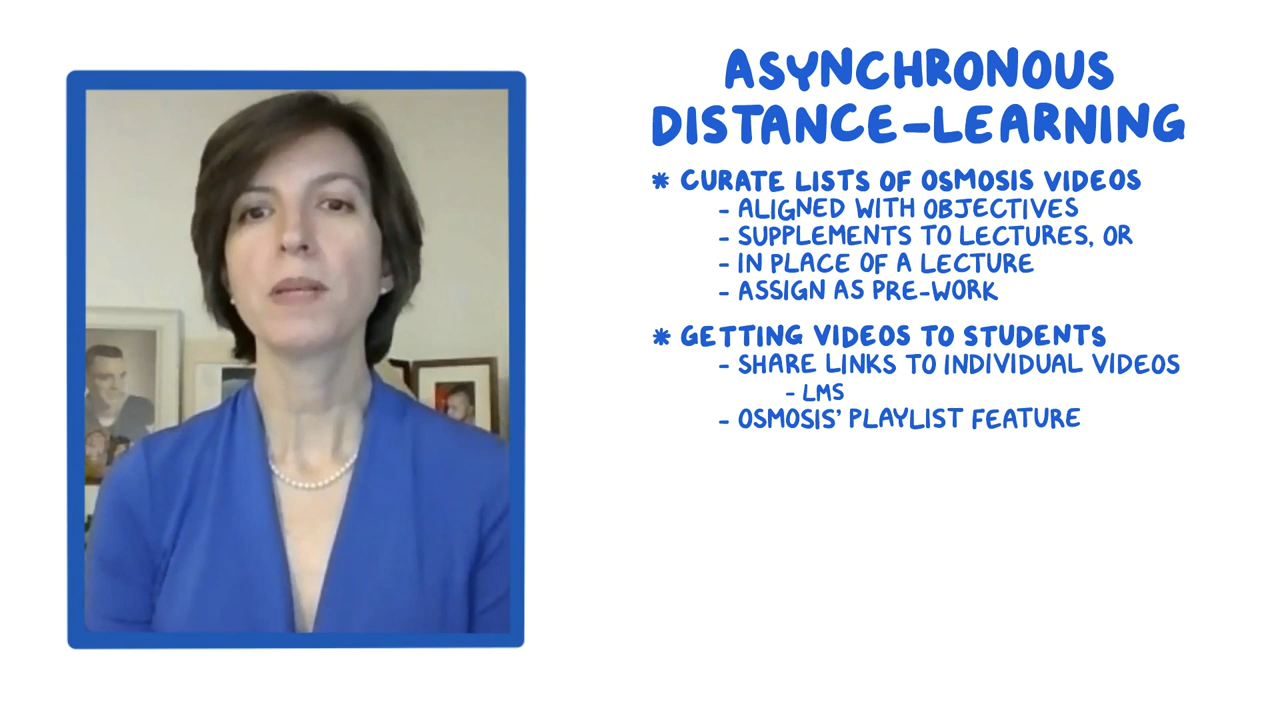 ASYNCHRONOUS
DISTANCE-LEARNING
* CURATE LISTS OF OSMOSIS VIDEOS
- ALIGNED WITH OBJECTIVES
- SUPPLEMENTS TO LECTURES, OR
- IN PLACE OF A LECTURE
- ASSIGN AS PRE-WORK
* GETTING VIDEOS TO STUDENTS
- SHARE LINKS TO INDIVIDUAL VIDEOS
- LMS
- OSMOSIS' PLAYLIST FEATURE